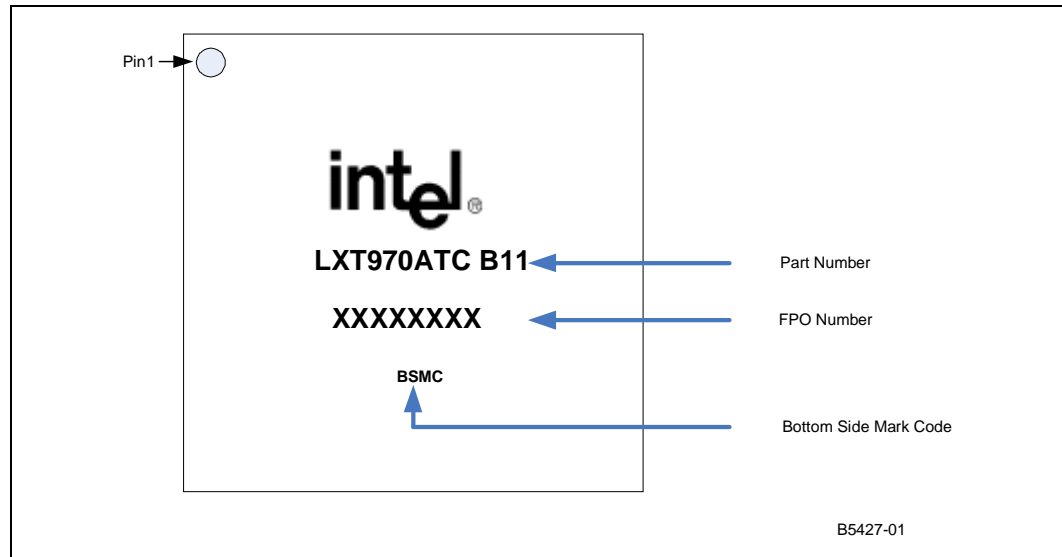 Pin1
intel®
LXT970ATC B11
Part Number
XXXXXXXX
FPO Number
BSMC
Bottom Side Mark Code
B5427-01